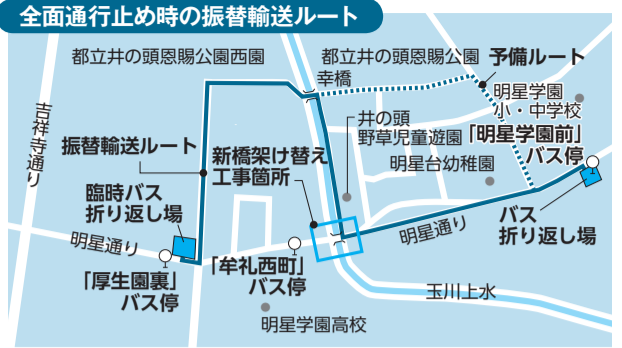 全面通行止め時の振替輸送ルート
都立井の頭恩賜公園西園
都立井の頭恩賜公園
予備ルート
幸橋
明星学園
小・中学校
吉祥寺通り
井の頭
野草児童遊園
「明星学園前」
バス停
振替輸送ルート
新橋架け替え
工事箇所
明星台幼稚園
臨時バス
折り返し場
バス
折り返し場
明星通り
明星通り
「厚生園裏」
バス停
「牟礼西町」
バス停
玉川上水
明星学園高校